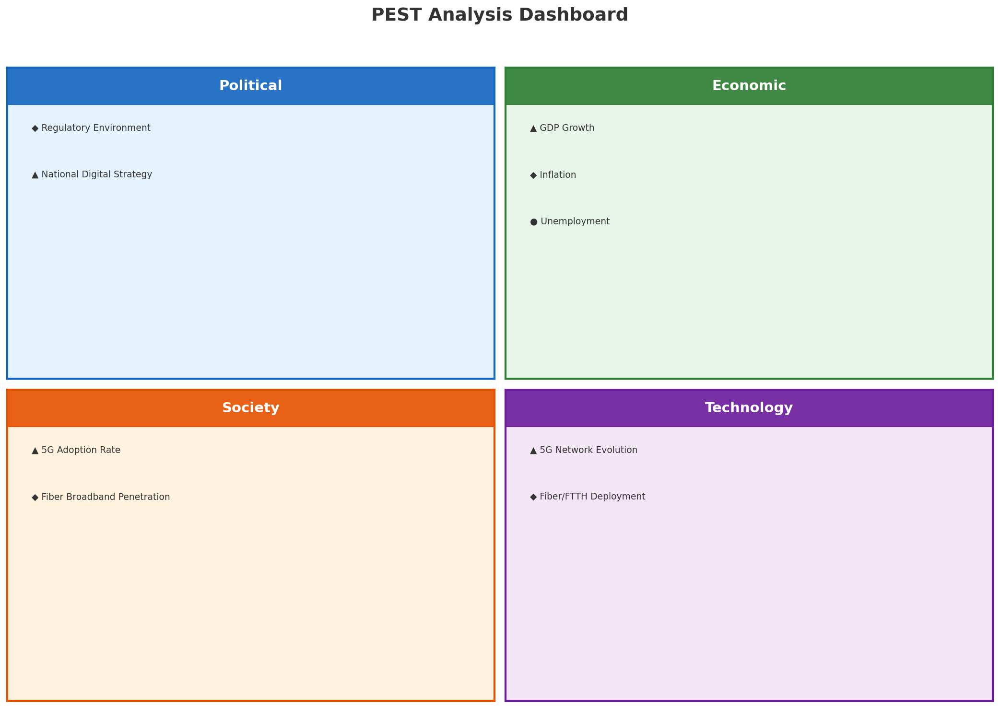 PEST Analysis Dashboard
Political
◆ Regulatory Environment
▲ National Digital Strategy
Economic
▲ GDP Growth
◆ Inflation
● Unemployment
Society
▲ 5G Adoption Rate
◆ Fiber Broadband Penetration
Technology
▲ 5G Network Evolution
◆ Fiber/FTTH Deployment